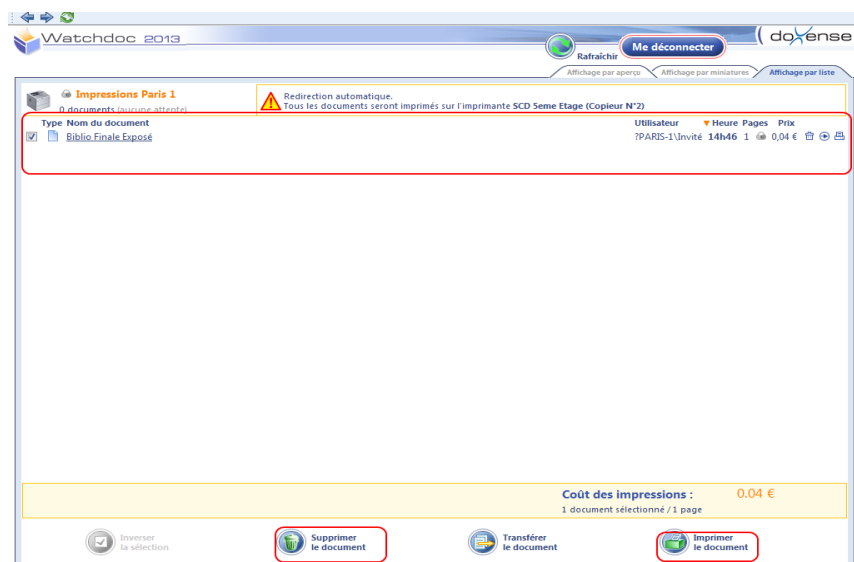 Watchdoc 2013
doxense
Rafraîchir
Me déconnecter
Affichage par aperçu
Affichage par miniatures
Affichage par liste
Impressions Paris 1
0 documents (aucune attente)
Redirection automatique.
Tous les documents seront imprimés sur l'imprimante SCD 5eme Etage (Copieur N°2)
Type Nom du document Utilisateur Heure Pages Prix
Biblio Finale Exposé ?PARIS-1\Invité 14h46 1 0,04 €
Coût des impressions : 0.04 €
1 document sélectionné / 1 page
Inverser
la sélection
Supprimer
le document
Transférer
le document
Imprimer
le document